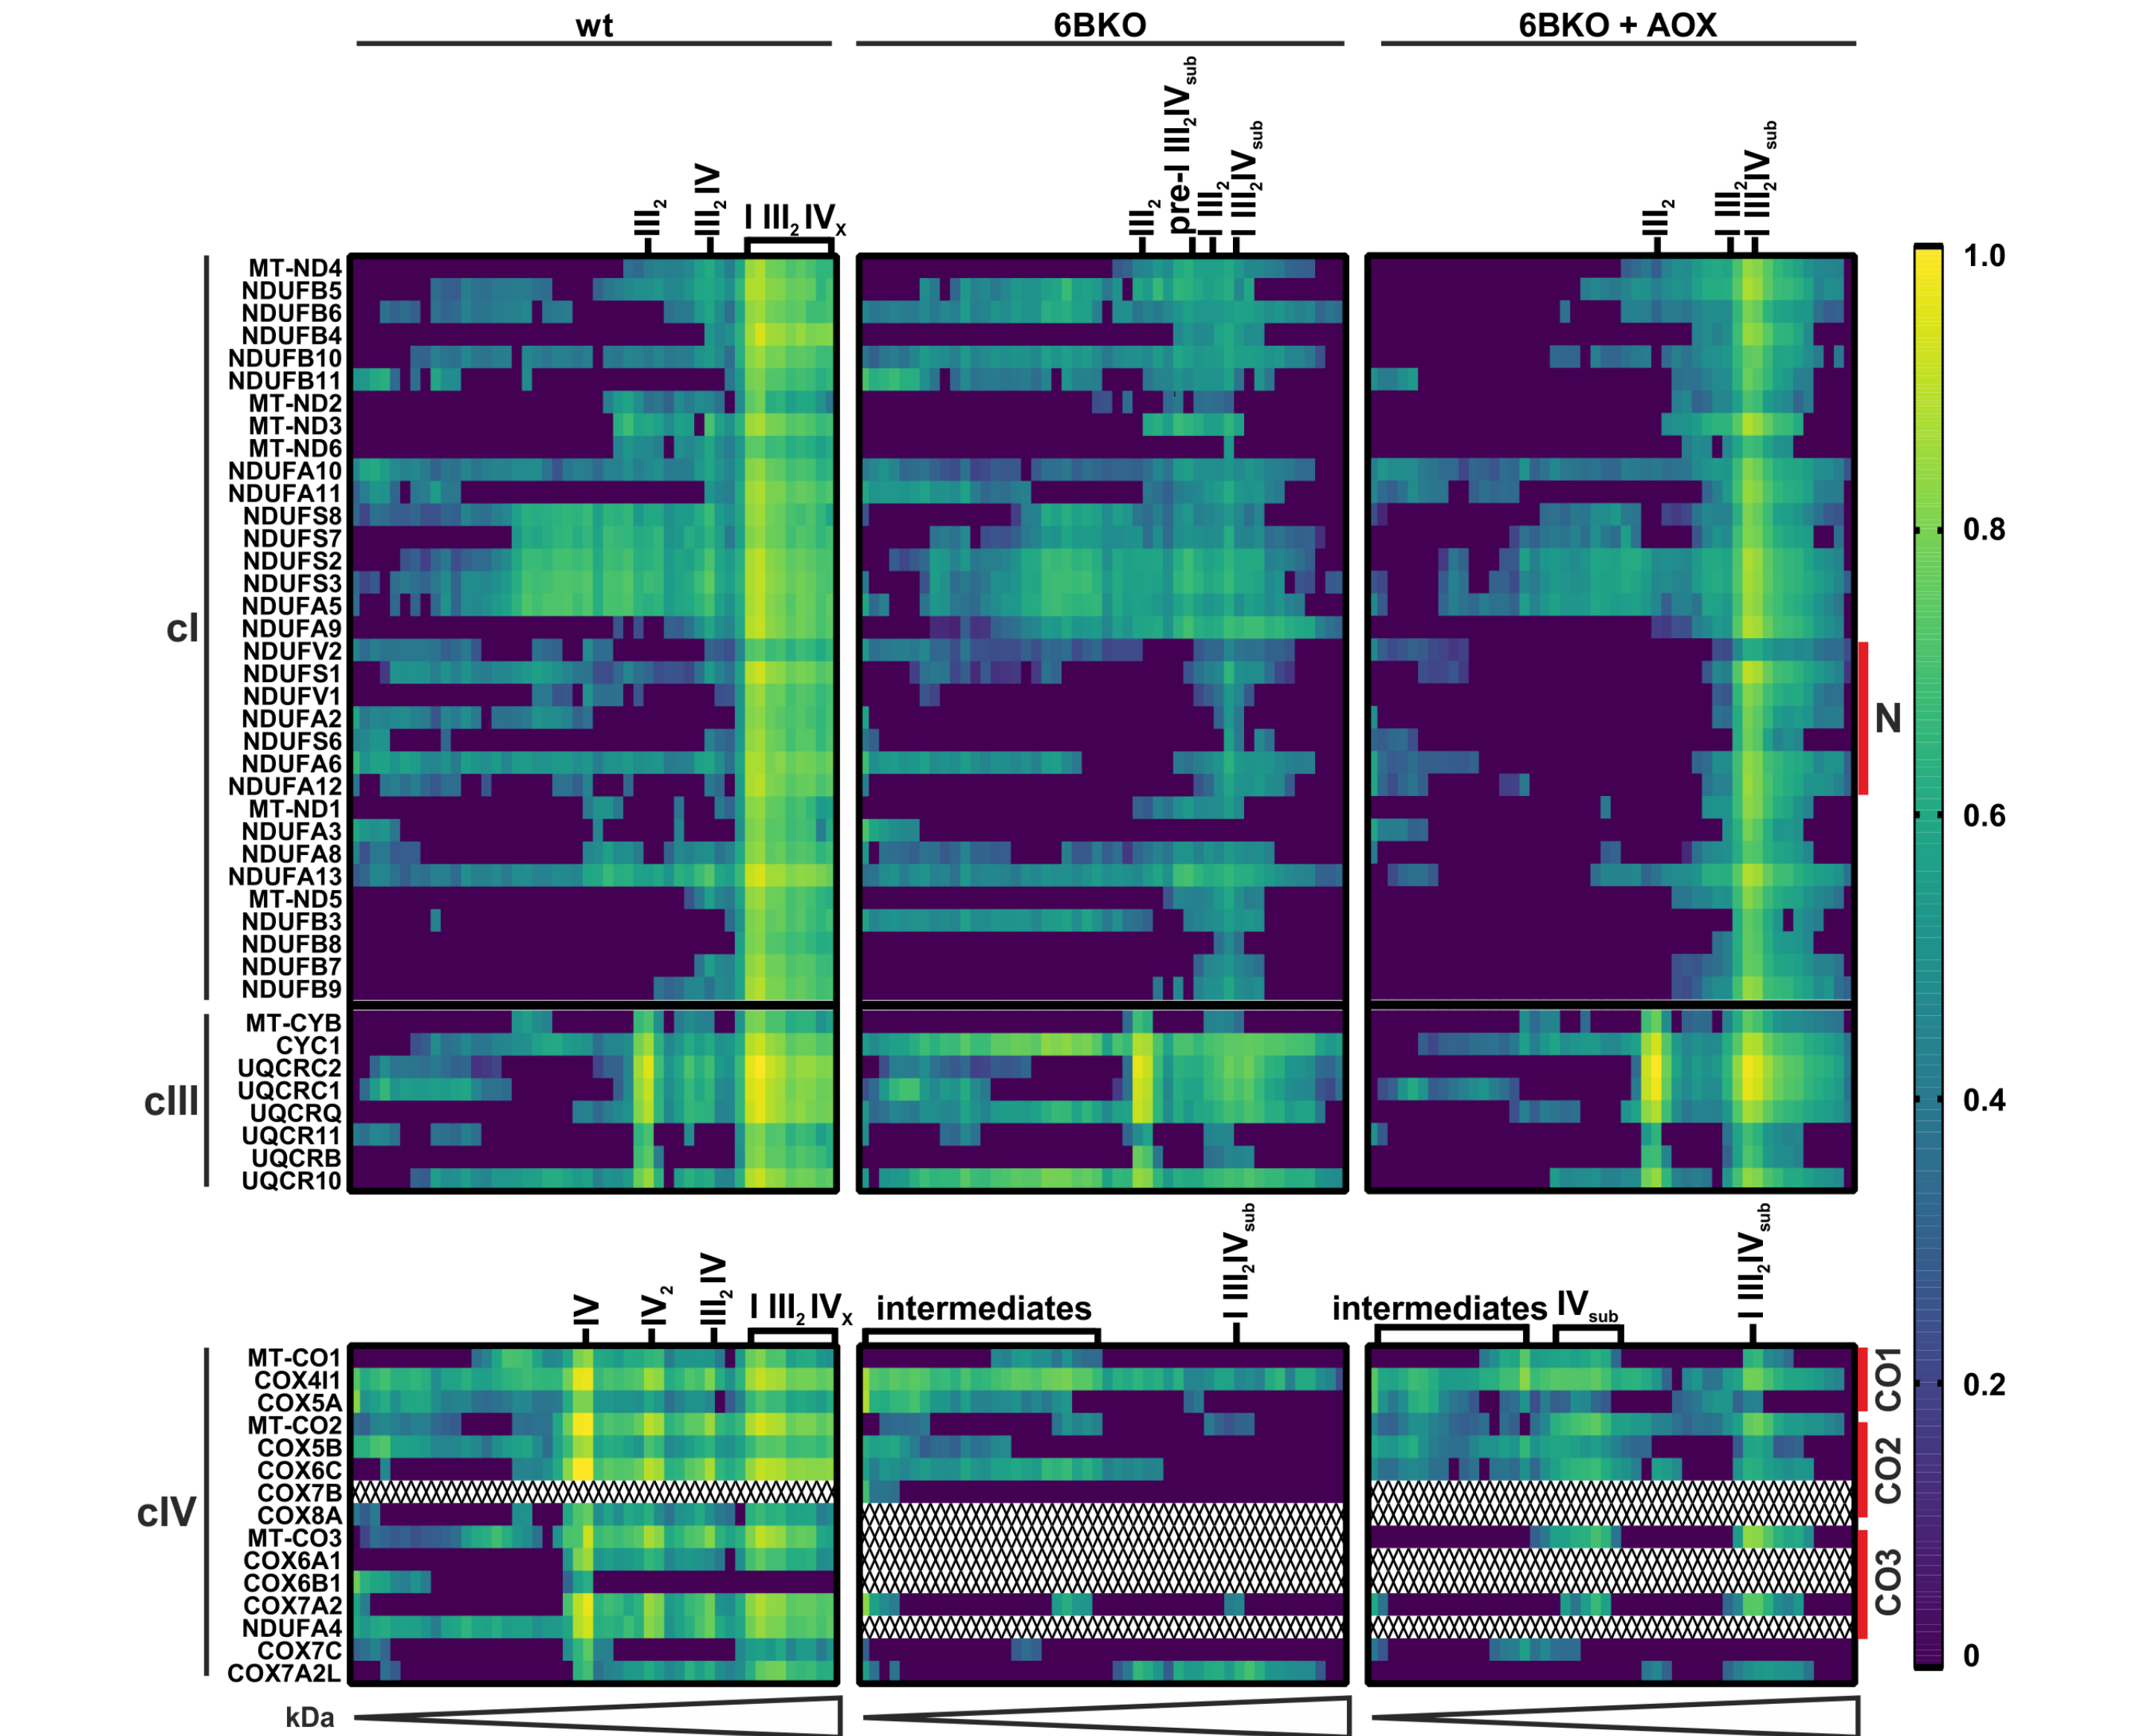 wt
6BKO
6BKO + AOX
III2
III2IV
I III2 IVx
III2
pre-I III2IVsub
I III2
I III2IVsub
III2
I III2
I III2IVsub
cI
MT-ND4
NDUFB5
NDUFB6
NDUFB4
NDUFB10
NDUFB11
MT-ND2
MT-ND3
MT-ND6
NDUFA10
NDUFA11
NDUFS8
NDUFS7
NDUFS2
NDUFS3
NDUFA5
NDUFA9
NDUFV2
NDUFS1
NDUFV1
NDUFA2
NDUFS6
NDUFA6
NDUFA12
MT-ND1
NDUFA3
NDUFA8
NDUFA13
MT-ND5
NDUFB3
NDUFB8
NDUFB7
NDUFB9
N
cIII
MT-CYB
CYC1
UQCRC2
UQCRC1
UQCRQ
UQCR11
UQCRB
UQCR10
1.0
0.8
0.6
0.4
0.2
0
IV
IV2
III2IV
I III2 IVx
intermediates
I III2IVsub
intermediates
IVsub
I III2IVsub
cIV
MT-CO1
COX4I1
COX5A
MT-CO2
COX5B
COX6C
COX7B
COX8A
MT-CO3
COX6A1
COX6B1
COX7A2
NDUFA4
COX7C
COX7A2L
CO1
CO2
CO3
kDa